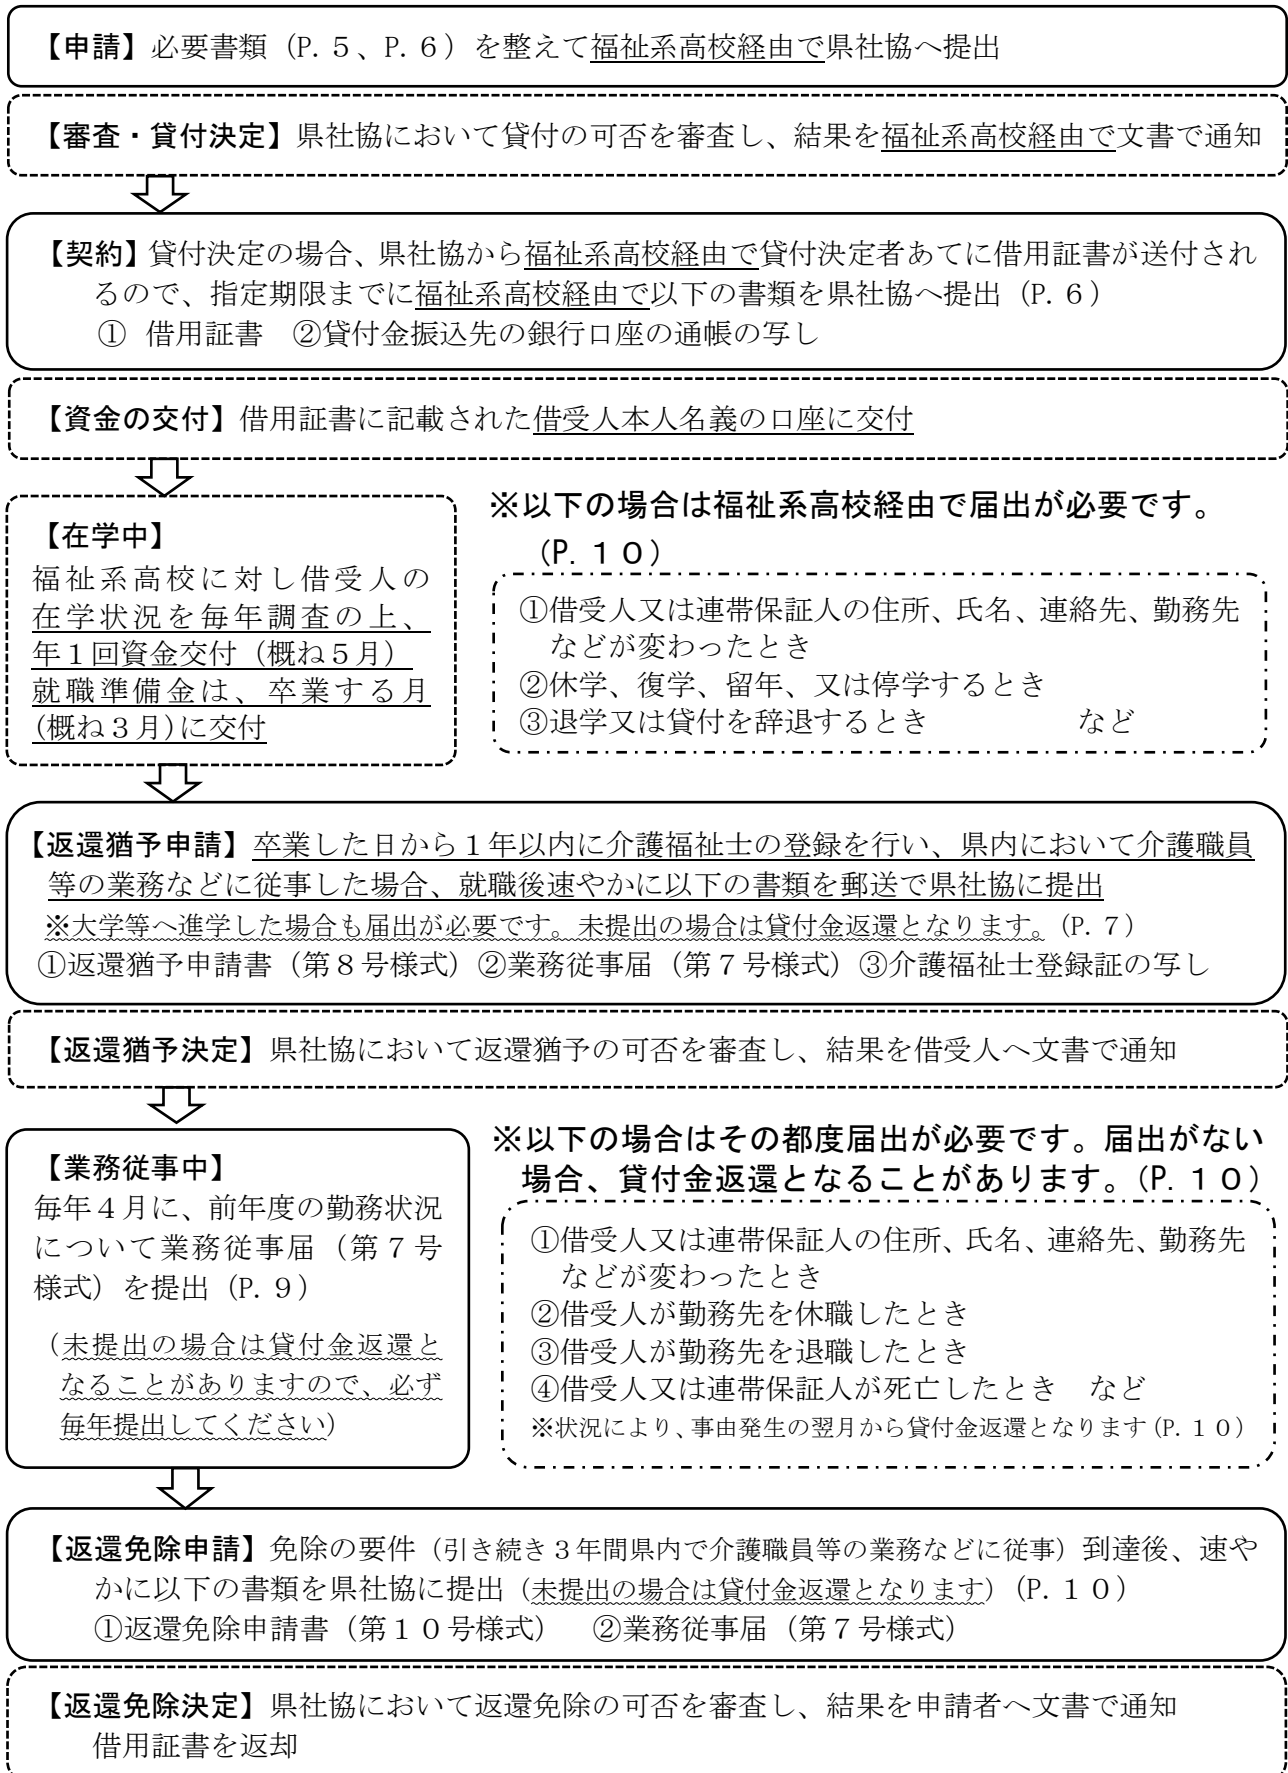 【申請】必要書類（P.５、P.６）を整えて福祉系高校経由で県社協へ提出
【審査・貸付決定】県社協において貸付の可否を審査し、結果を福祉系高校経由で文書で通知
【契約】貸付決定の場合、県社協から福祉系高校経由で貸付決定者あてに借用証書が送付され
るので、指定期限までに福祉系高校経由で以下の書類を県社協へ提出（P.６）
① 借用証書　②貸付金振込先の銀行口座の通帳の写し
【資金の交付】借用証書に記載された借受人本人名義の口座に交付
【在学中】
福祉系高校に対し借受人の
在学状況を毎年調査の上、
年１回資金交付（概ね５月）
就職準備金は、卒業する月
（概ね３月）に交付
※以下の場合は福祉系高校経由で届出が必要です。
（P.１０）
①借受人又は連帯保証人の住所、氏名、連絡先、勤務先
などが変わったとき
②休学、復学、留年、又は停学するとき
③退学又は貸付を辞退するとき　　　　　など
【返還猶予申請】卒業した日から１年以内に介護福祉士の登録を行い、県内において介護職員
等の業務などに従事した場合、就職後速やかに以下の書類を郵送で県社協に提出
※大学等へ進学した場合も届出が必要です。未提出の場合は貸付金返還となります。（P.７）
①返還猶予申請書（第８号様式）②業務従事届（第７号様式）③介護福祉士登録証の写し
【返還猶予決定】県社協において返還猶予の可否を審査し、結果を借受人へ文書で通知
【業務従事中】
毎年４月に、前年度の勤務状況
について業務従事届（第７号
様式）を提出（P.９）
（未提出の場合は貸付金返還と
なることがありますので、必ず
毎年提出してください）
※以下の場合はその都度届出が必要です。届出がない
場合、貸付金返還となることがあります。（P.１０）
①借受人又は連帯保証人の住所、氏名、連絡先、勤務先
などが変わったとき
②借受人が勤務先を休職したとき
③借受人が勤務先を退職したとき
④借受人又は連帯保証人が死亡したとき　など
※状況により、事由発生の翌月から貸付金返還となります（P.１０）
【返還免除申請】免除の要件（引き続き３年間県内で介護職員等の業務などに従事）到達後、速や
かに以下の書類を県社協に提出（未提出の場合は貸付金返還となります）（P.１０）
①返還免除申請書（第１０号様式）　②業務従事届（第７号様式）
【返還免除決定】県社協において返還免除の可否を審査し、結果を申請者へ文書で通知
借用証書を返却